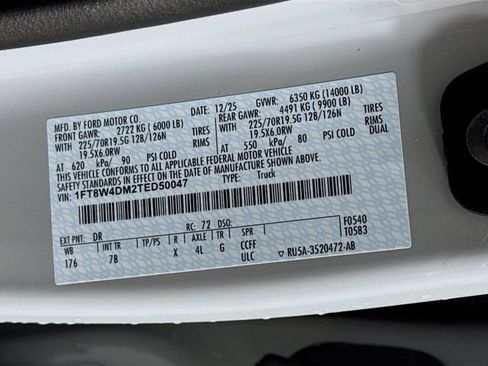 MFD. BY FORD MOTOR CO. 12/25 GVWR: 6350 KG (14000 LB)
FRONT GAWR: 2722 KG (6000 LB) REAR GAWR: 4491 KG (9900 LB)
WITH 225/70R19.5G 128/126N TIRES WITH 225/70R19.5G 128/126N TIRES
19.5X6.0RW RIMS 19.5X6.0RW RIMS
AT 620 kPa/ 90 PSI COLD AT 550 kPa/ 80 PSI COLD DUAL
THIS VEHICLE CONFORMS TO ALL APPLICABLE FEDERAL MOTOR VEHICLE
SAFETY STANDARDS IN EFFECT ON THE DATE OF MANUFACTURE SHOWN ABOVE.
VIN: 1FT8W4DM2TED50047 TYPE: Truck
EXT PNT: DR RC: 72 DSO: F0540
WB INTTR TP/PS R AXLE TR SPR T0583
176 7B X 4L G CCFF
ULC
RU5A-3520472-AB